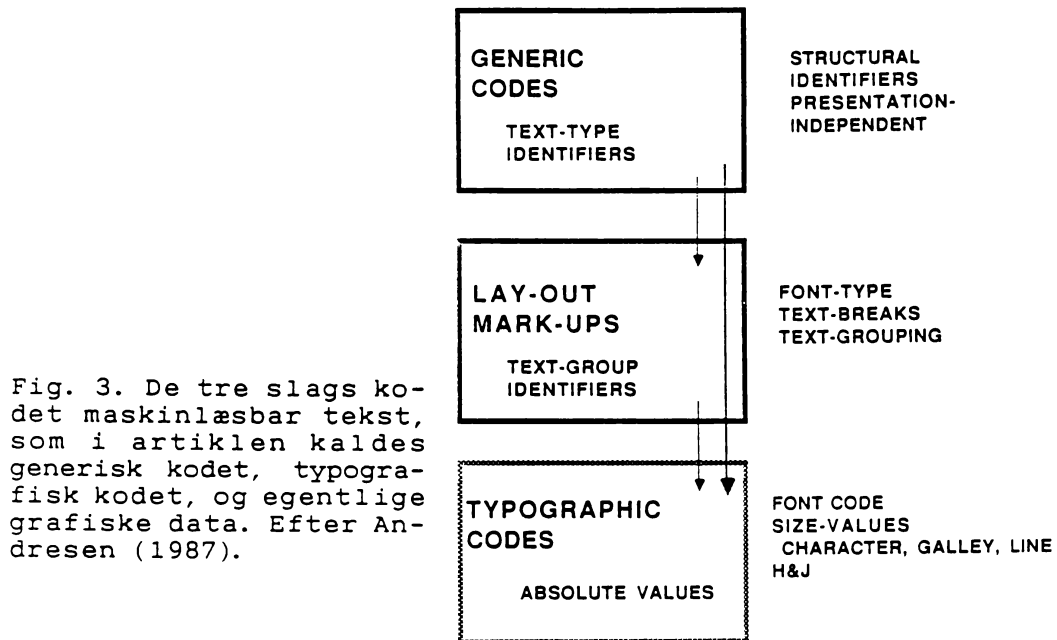 GENERIC
CODES
TEXT-TYPE
IDENTIFIERS
STRUCTURAL
IDENTIFIERS
PRESENTATION-
INDEPENDENT
LAY-OUT
MARK-UPS
TEXT-GROUP
IDENTIFIERS
FONT-TYPE
TEXT-BREAKS
TEXT-GROUPING
Fig. 3. De tre slags ko-
det maskinlæsbar tekst,
som i artiklen kaldes
generisk kodet, typogra-
fisk kodet, og egentlige
grafiske data. Efter An-
dresen (1987).
TYPOGRAPHIC
CODES
ABSOLUTE VALUES
FONT CODE
SIZE-VALUES
CHARACTER, GALLEY, LINE
H&J